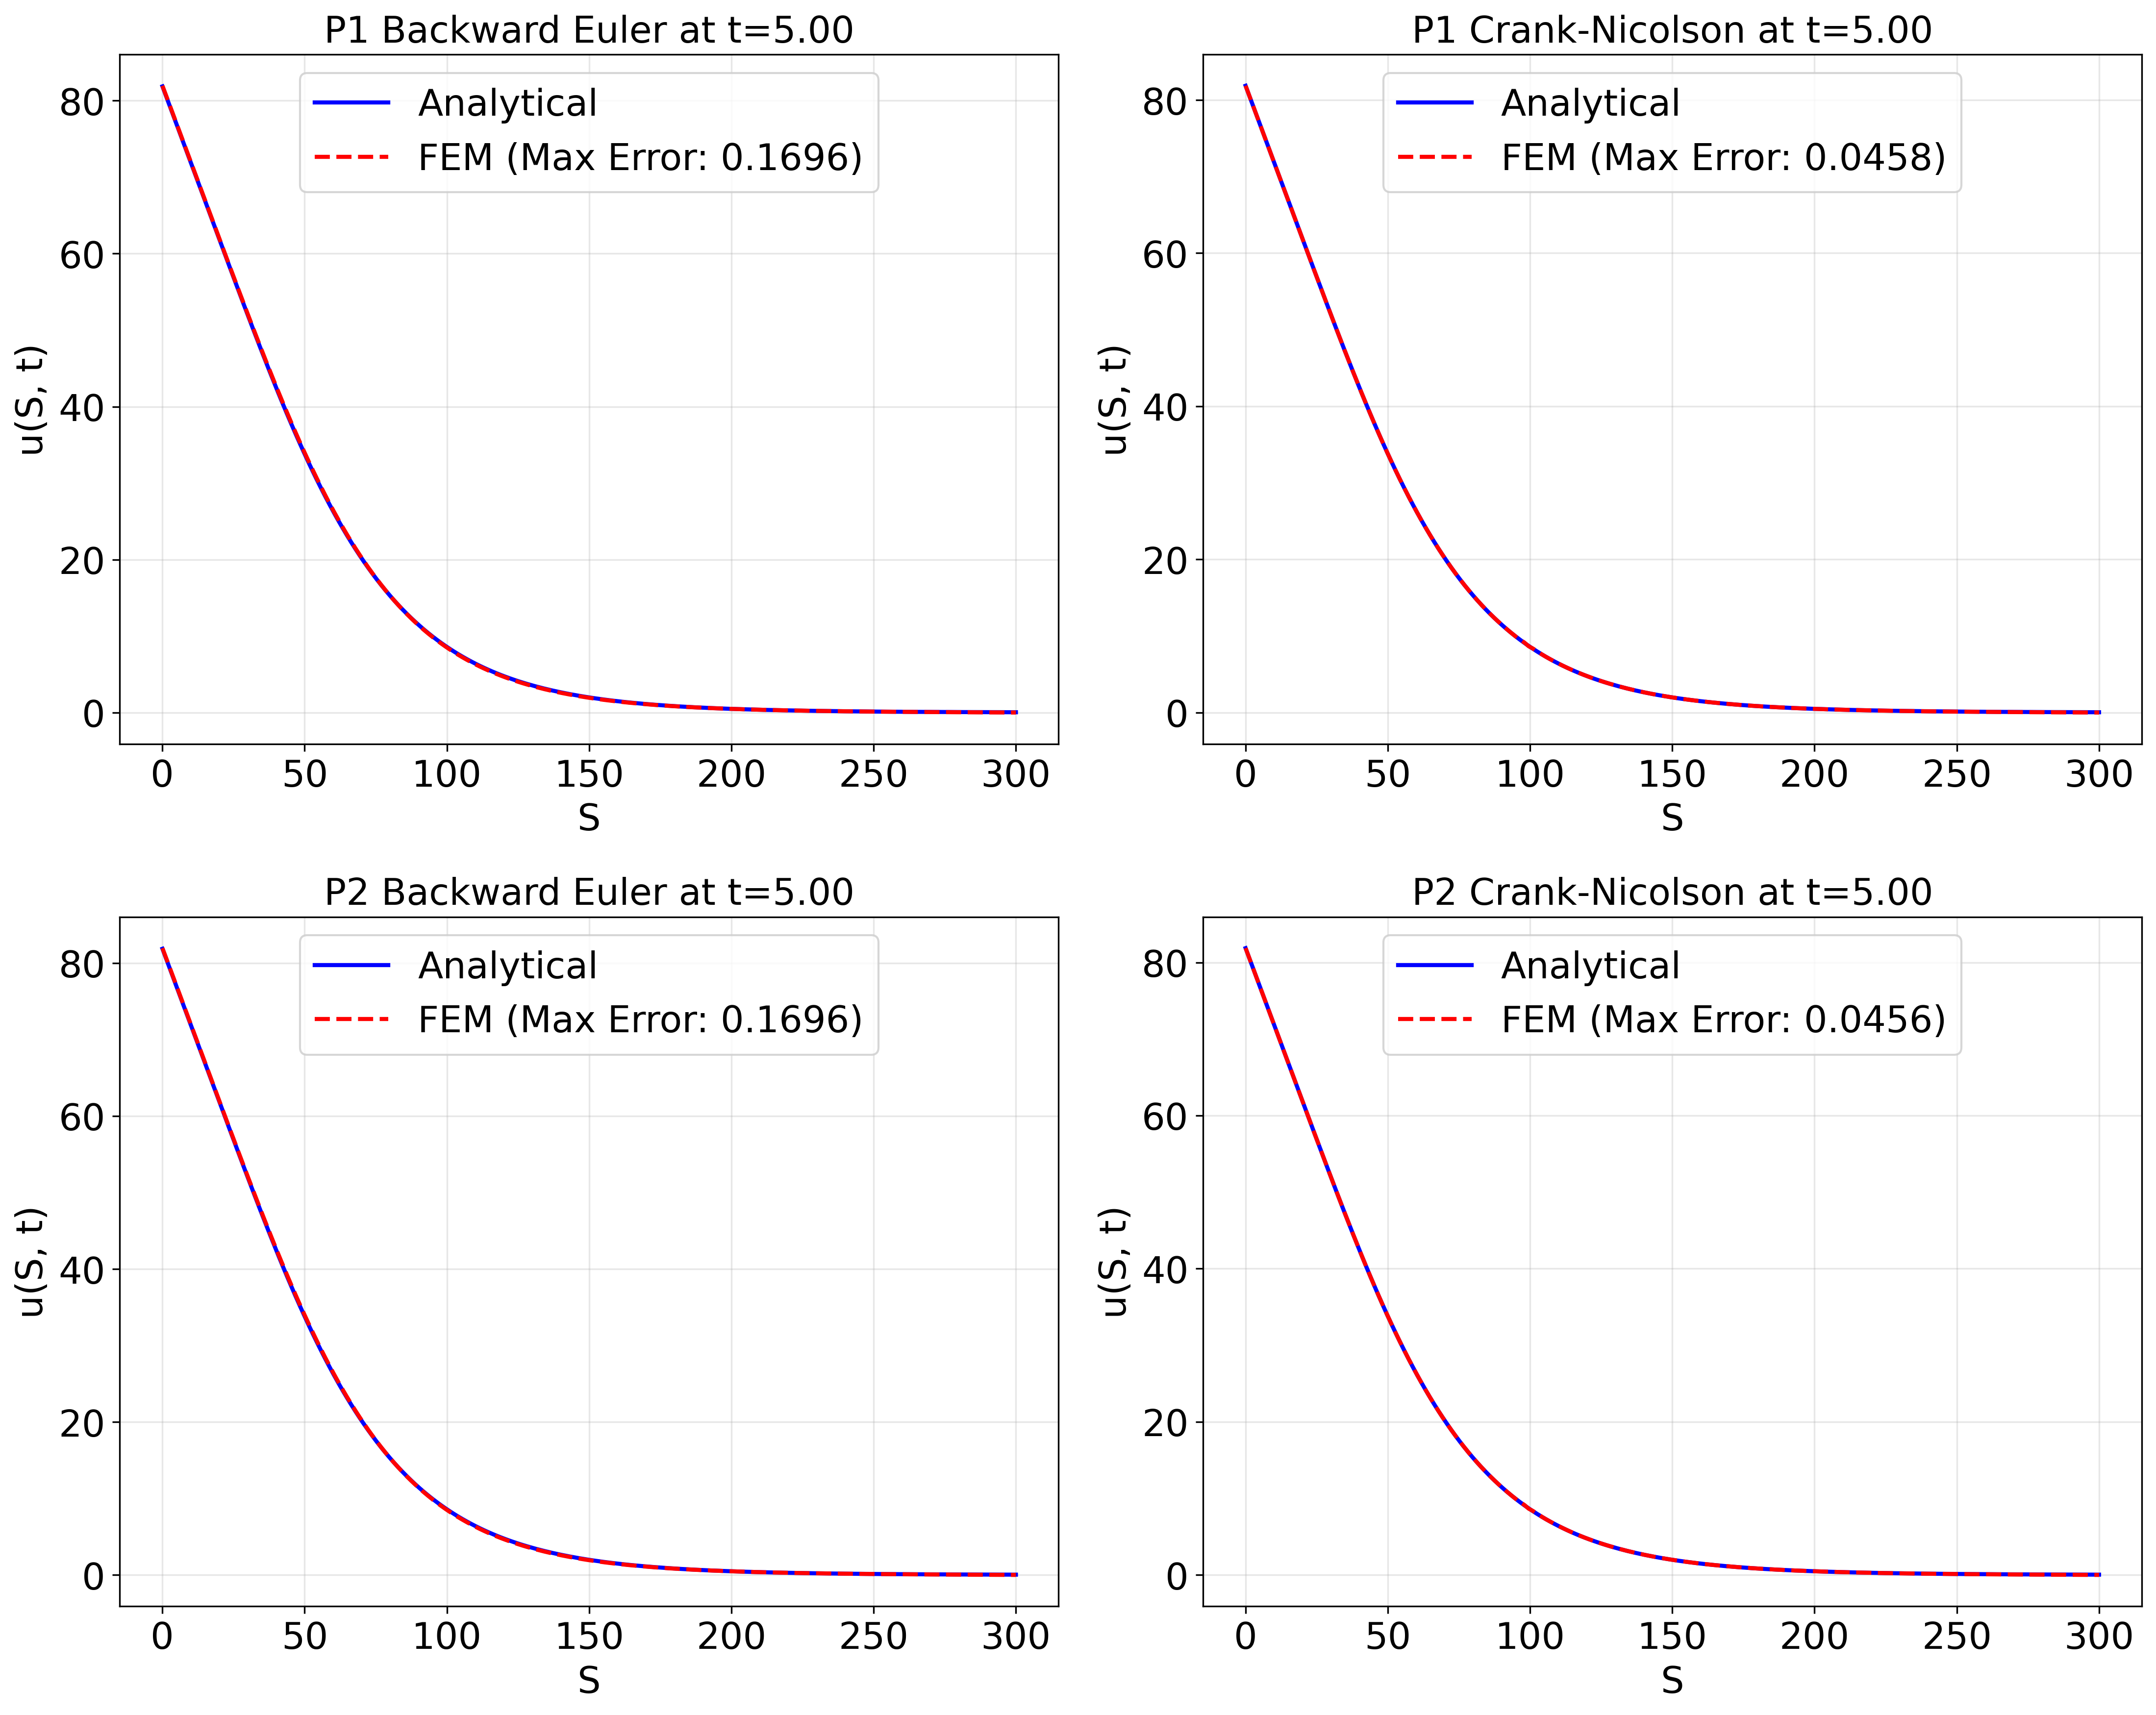 P1 Backward Euler at t=5.00
Analytical
FEM (Max Error: 0.1696)
u(S, t)
80
60
40
20
0
0 50 100 150 200 250 300
S
P1 Crank-Nicolson at t=5.00
Analytical
FEM (Max Error: 0.0458)
u(S, t)
80
60
40
20
0
0 50 100 150 200 250 300
S
P2 Backward Euler at t=5.00
Analytical
FEM (Max Error: 0.1696)
u(S, t)
80
60
40
20
0
0 50 100 150 200 250 300
S
P2 Crank-Nicolson at t=5.00
Analytical
FEM (Max Error: 0.0456)
u(S, t)
80
60
40
20
0
0 50 100 150 200 250 300
S